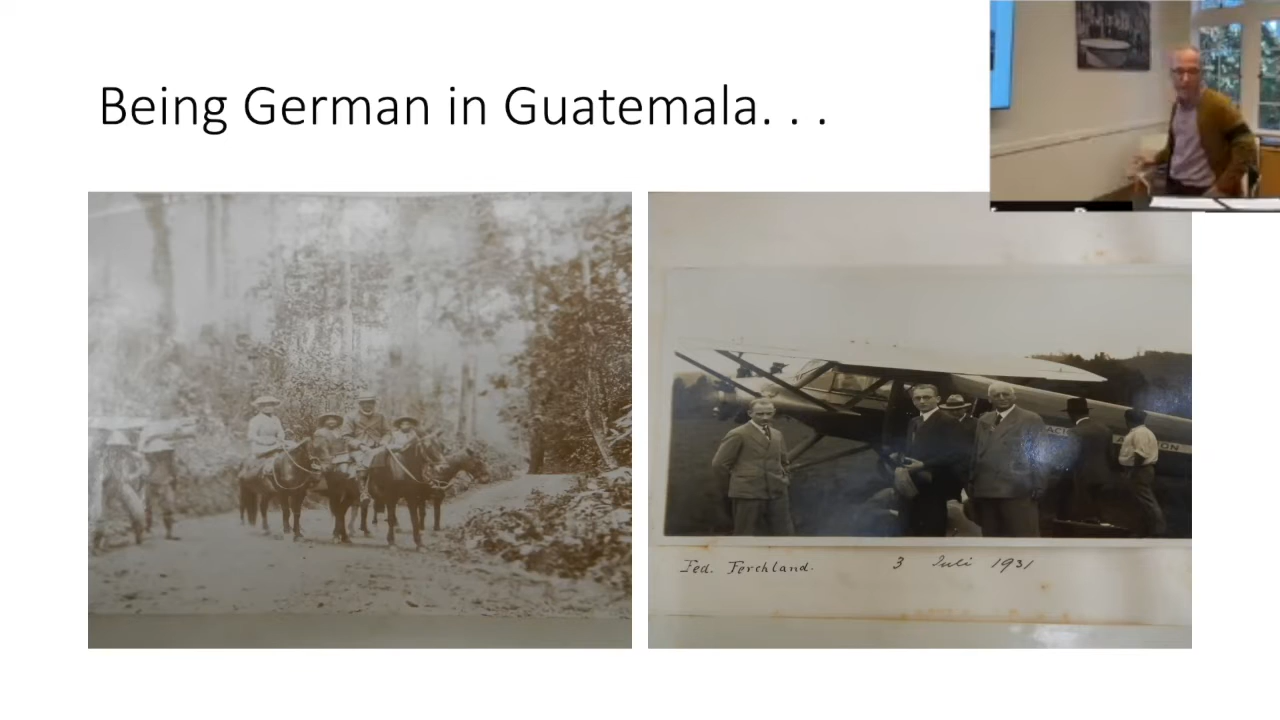 Being German in Guatemala. . .
Fed. Ferchland. 3 Juli 1931